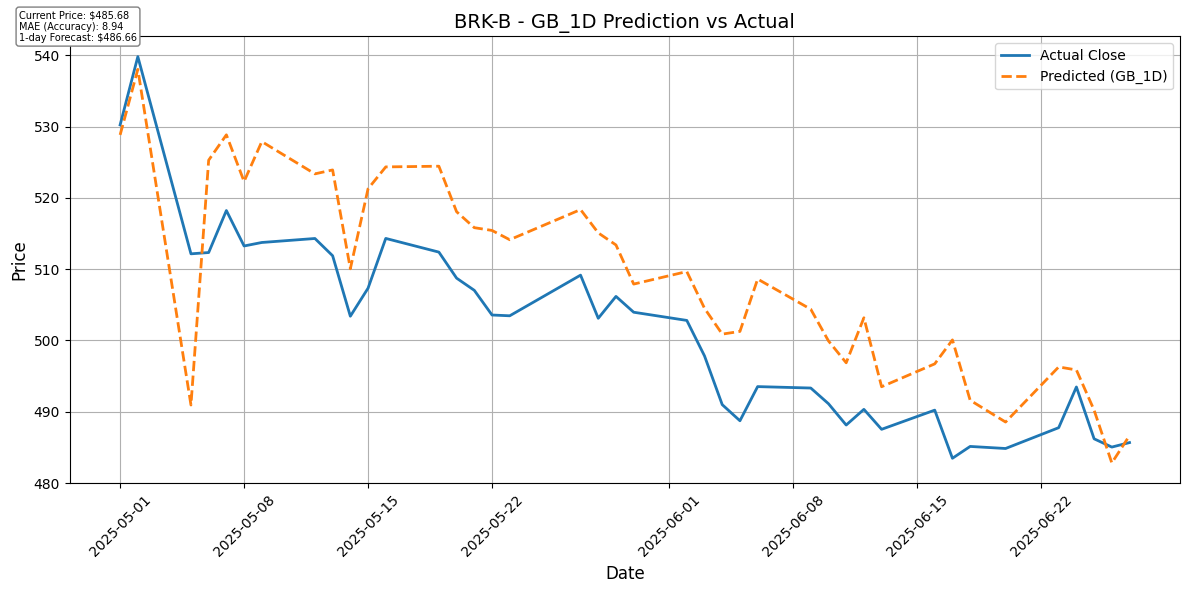 Current Price: $485.68
MAE (Accuracy): 8.94
1-day Forecast: $486.66
BRK-B - GB_1D Prediction vs Actual
Actual Close
Predicted (GB_1D)
Price
540
530
520
510
500
490
480
2025-05-01
2025-05-08
2025-05-15
2025-05-22
2025-06-01
2025-06-08
2025-06-15
2025-06-22
Date